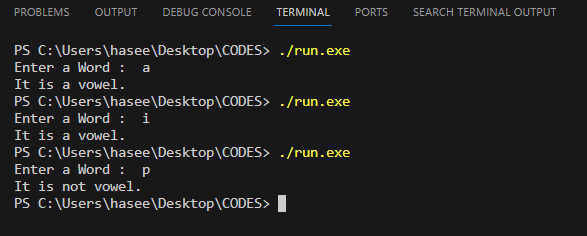 PROBLEMS OUTPUT DEBUG CONSOLE TERMINAL PORTS SEARCH TERMINAL OUTPUT
PS C:\Users\hasee\Desktop\CODES> ./run.exe
Enter a Word :  a
It is a vowel.
PS C:\Users\hasee\Desktop\CODES> ./run.exe
Enter a Word :  i
It is a vowel.
PS C:\Users\hasee\Desktop\CODES> ./run.exe
Enter a Word :  p
It is not vowel.
PS C:\Users\hasee\Desktop\CODES>